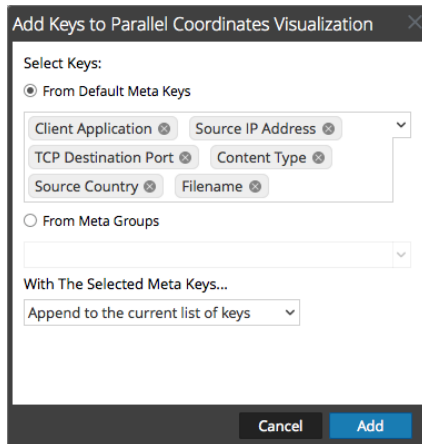 Add Keys to Parallel Coordinates Visualization
Select Keys:
From Default Meta Keys
Client Application Source IP Address
TCP Destination Port Content Type
Source Country Filename
From Meta Groups
With The Selected Meta Keys...
Append to the current list of keys
Cancel Add